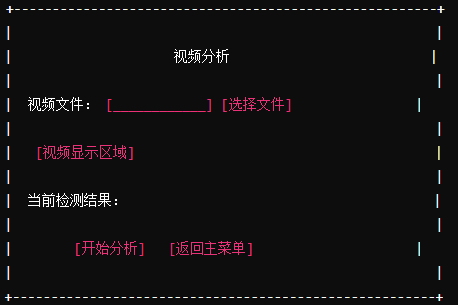 +------------------------------------------------------+
|                                                      |
|                     视频分析                         |
|                                                      |
|  视频文件: [____________] [选择文件]                |
|                                                      |
|   [视频显示区域]                                     |
|                                                      |
|  当前检测结果:                                      |
|                                                      |
|        [开始分析]   [返回主菜单]                    |
|                                                      |
+------------------------------------------------------+